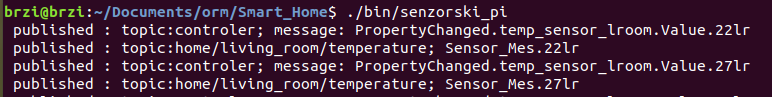 brzi@brzi:~/Documents/orm/Smart_Home$ ./bin/senzorski_pi
published : topic:controler; message: PropertyChanged.temp_sensor_lroom.Value.22lr
published : topic:home/living_room/temperature; Sensor_Mes.22lr
published : topic:controler; message: PropertyChanged.temp_sensor_lroom.Value.27lr
published : topic:home/living_room/temperature; Sensor_Mes.27lr